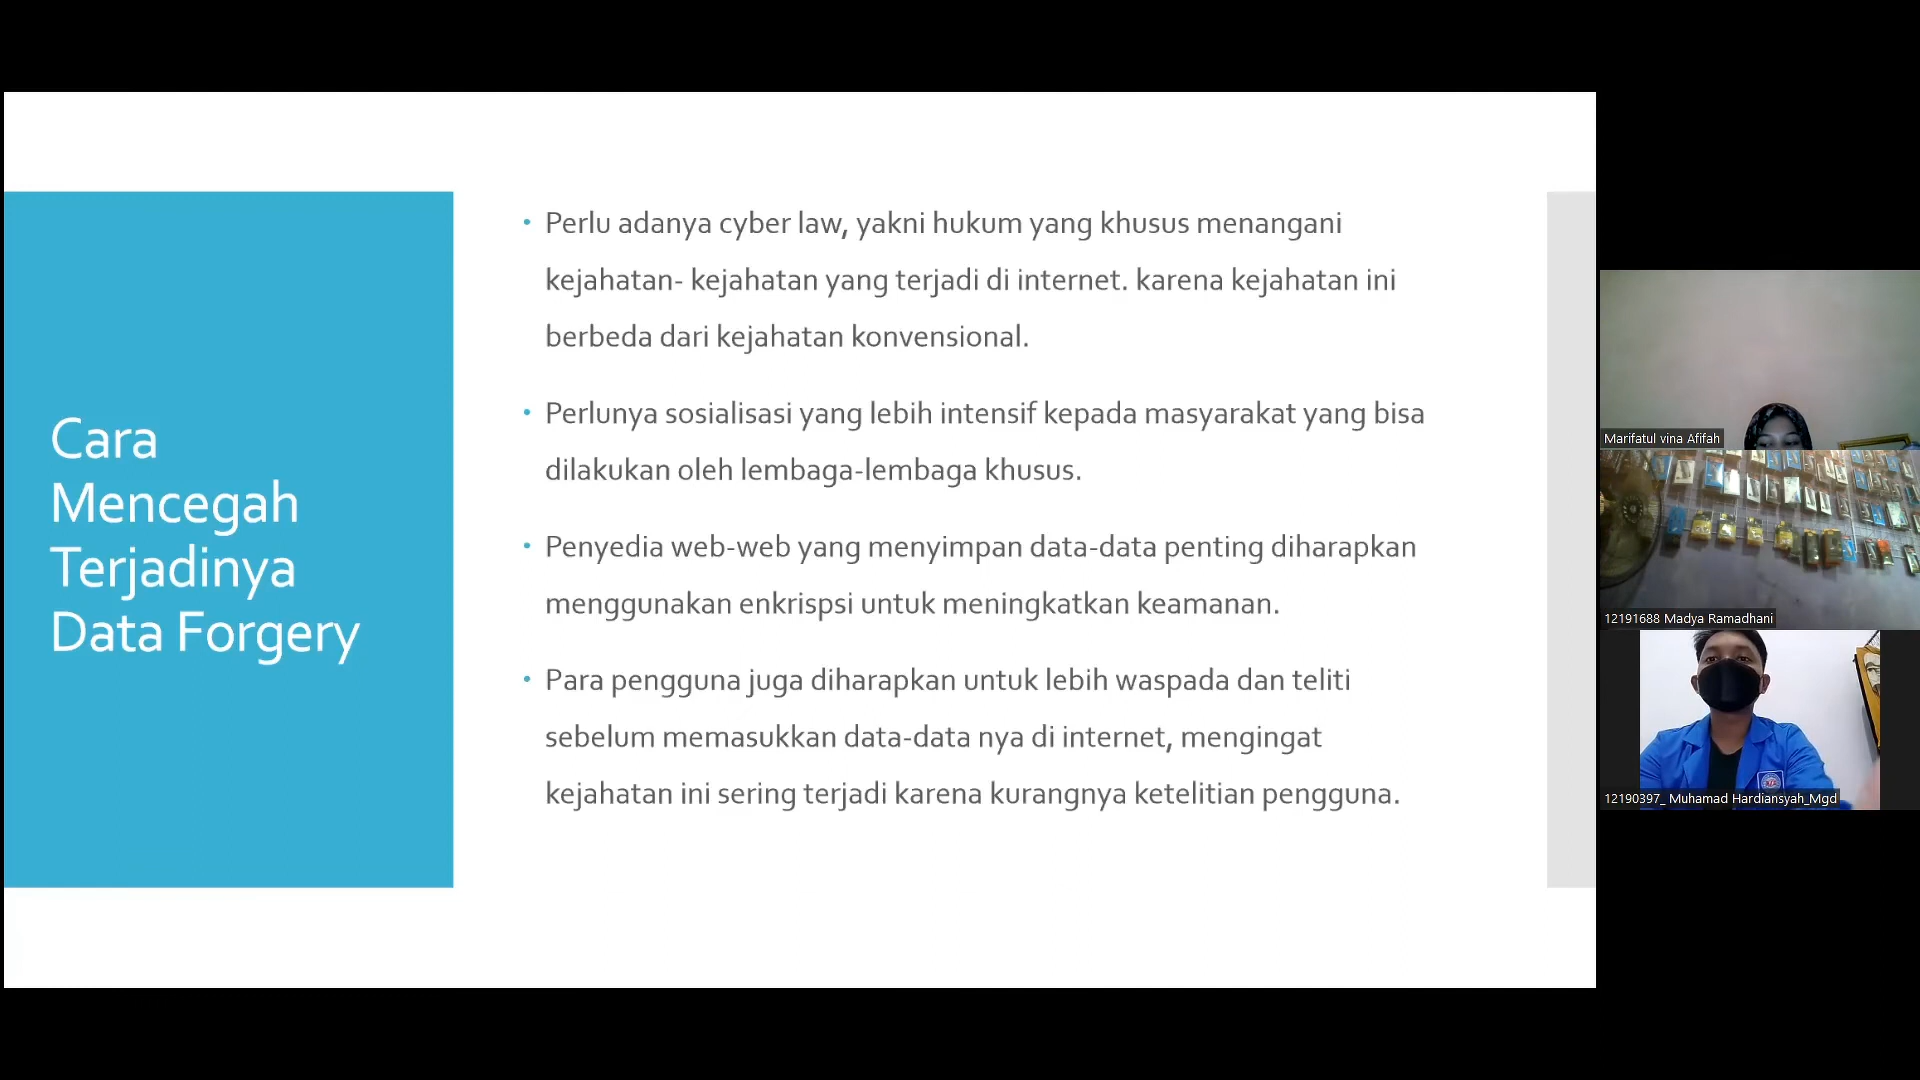 Cara
Mencegah
Terjadinya
Data Forgery
• Perlu adanya cyber law, yakni hukum yang khusus menangani
kejahatan- kejahatan yang terjadi di internet. karena kejahatan ini
berbeda dari kejahatan konvensional.
• Perlunya sosialisasi yang lebih intensif kepada masyarakat yang bisa
dilakukan oleh lembaga-lembaga khusus.
• Penyedia web-web yang menyimpan data-data penting diharapkan
menggunakan enkrispsi untuk meningkatkan keamanan.
• Para pengguna juga diharapkan untuk lebih waspada dan teliti
sebelum memasukkan data-data nya di internet, mengingat
kejahatan ini sering terjadi karena kurangnya ketelitian pengguna.
Marifatul vina Afifah
12191688 Madya Ramadhani
12190397_ Muhamad Hardiansyah_Mgd